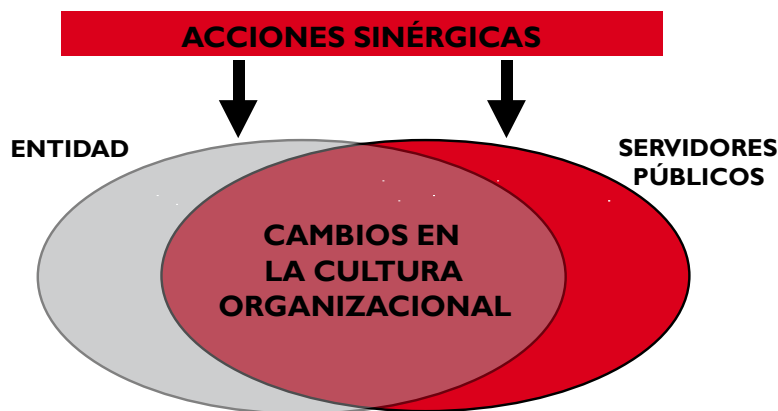 ACCIONES SINÉRGICAS
ENTIDAD
SERVIDORES
PÚBLICOS
CAMBIOS EN
LA CULTURA
ORGANIZACIONAL